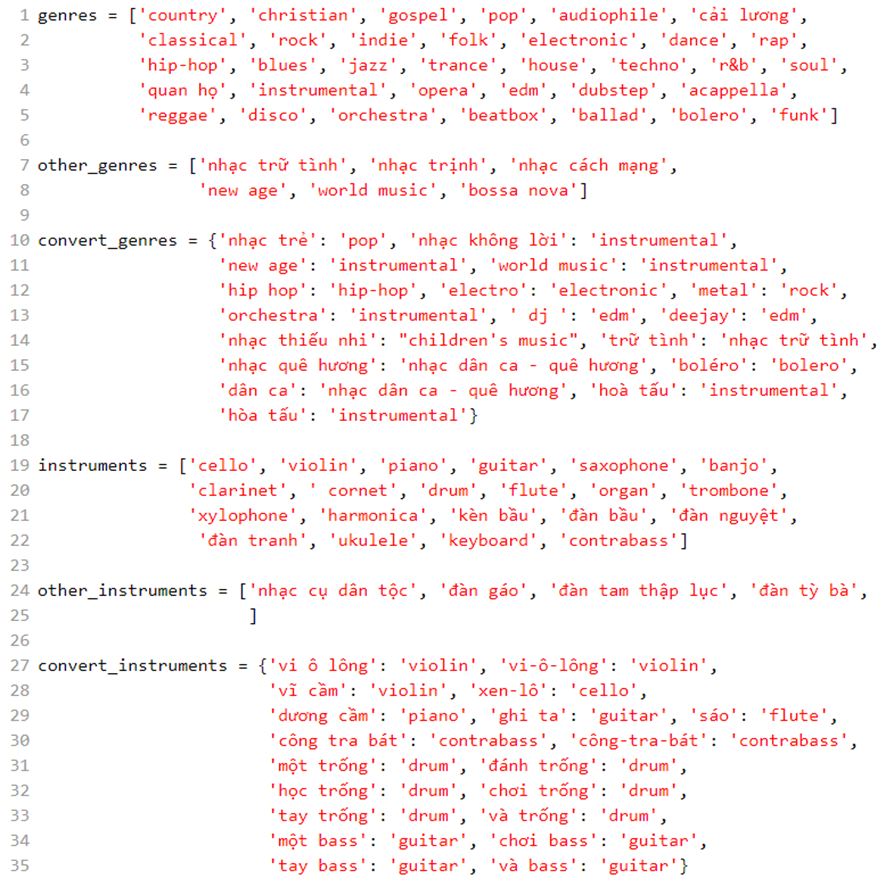 1 genres = ['country', 'christian', 'gospel', 'pop', 'audiophile', 'cải lương',
2 'classical', 'rock', 'indie', 'folk', 'electronic', 'dance', 'rap',
3 'hip-hop', 'blues', 'jazz', 'trance', 'house', 'techno', 'r&b', 'soul',
4 'quan họ', 'instrumental', 'opera', 'edm', 'dubstep', 'acappella',
5 'reggae', 'disco', 'orchestra', 'beatbox', 'ballad', 'bolero', 'funk']
6
7 other_genres = ['nhạc trữ tình', 'nhạc trịnh', 'nhạc cách mạng',
8 'new age', 'world music', 'bossa nova']
9
10 convert_genres = {'nhạc trẻ': 'pop', 'nhạc không lời': 'instrumental',
11 'new age': 'instrumental', 'world music': 'instrumental',
12 'hip hop': 'hip-hop', 'electro': 'electronic', 'metal': 'rock',
13 'orchestra': 'instrumental', ' dj ': 'edm', 'deejay': 'edm',
14 'nhạc thiếu nhi': "children's music", 'trữ tình': 'nhạc trữ tình',
15 'nhạc quê hương': 'nhạc dân ca - quê hương', 'boléro': 'bolero',
16 'dân ca': 'nhạc dân ca - quê hương', 'hoà tấu': 'instrumental',
17 'hòa tấu': 'instrumental'}
18
19 instruments = ['cello', 'violin', 'piano', 'guitar', 'saxophone', 'banjo',
20 'clarinet', ' cornet', 'drum', 'flute', 'organ', 'trombone',
21 'xylophone', 'harmonica', 'kèn bầu', 'đàn bầu', 'đàn nguyệt',
22 'đàn tranh', 'ukulele', 'keyboard', 'contrabass']
23
24 other_instruments = ['nhạc cụ dân tộc', 'đàn gáo', 'đàn tam thập lục', 'đàn tỳ bà',
25 ]
26
27 convert_instruments = {'vi ô lông': 'violin', 'vi-ô-lông': 'violin',
28 'vĩ cầm': 'violin', 'xen-lô': 'cello',
29 'dương cầm': 'piano', 'ghi ta': 'guitar', 'sáo': 'flute',
30 'công tra bát': 'contrabass', 'công-tra-bát': 'contrabass',
31 'một trống': 'drum', 'đánh trống': 'drum',
32 'học trống': 'drum', 'chơi trống': 'drum',
33 'tay trống': 'drum', 'và trống': 'drum',
34 'một bass': 'guitar', 'chơi bass': 'guitar',
35 'tay bass': 'guitar', 'và bass': 'guitar'}